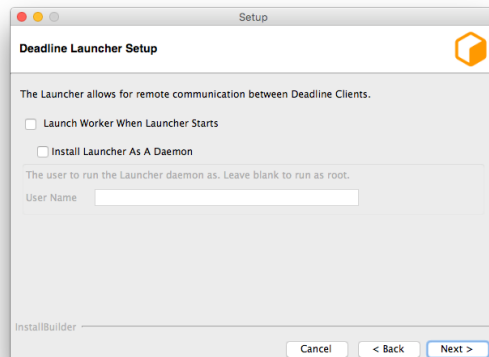 Setup
Deadline Launcher Setup
The Launcher allows for remote communication between Deadline Clients.
Launch Worker When Launcher Starts
Install Launcher As A Daemon
The user to run the Launcher daemon as. Leave blank to run as root.
User Name
InstallBuilder
Cancel
< Back
Next >